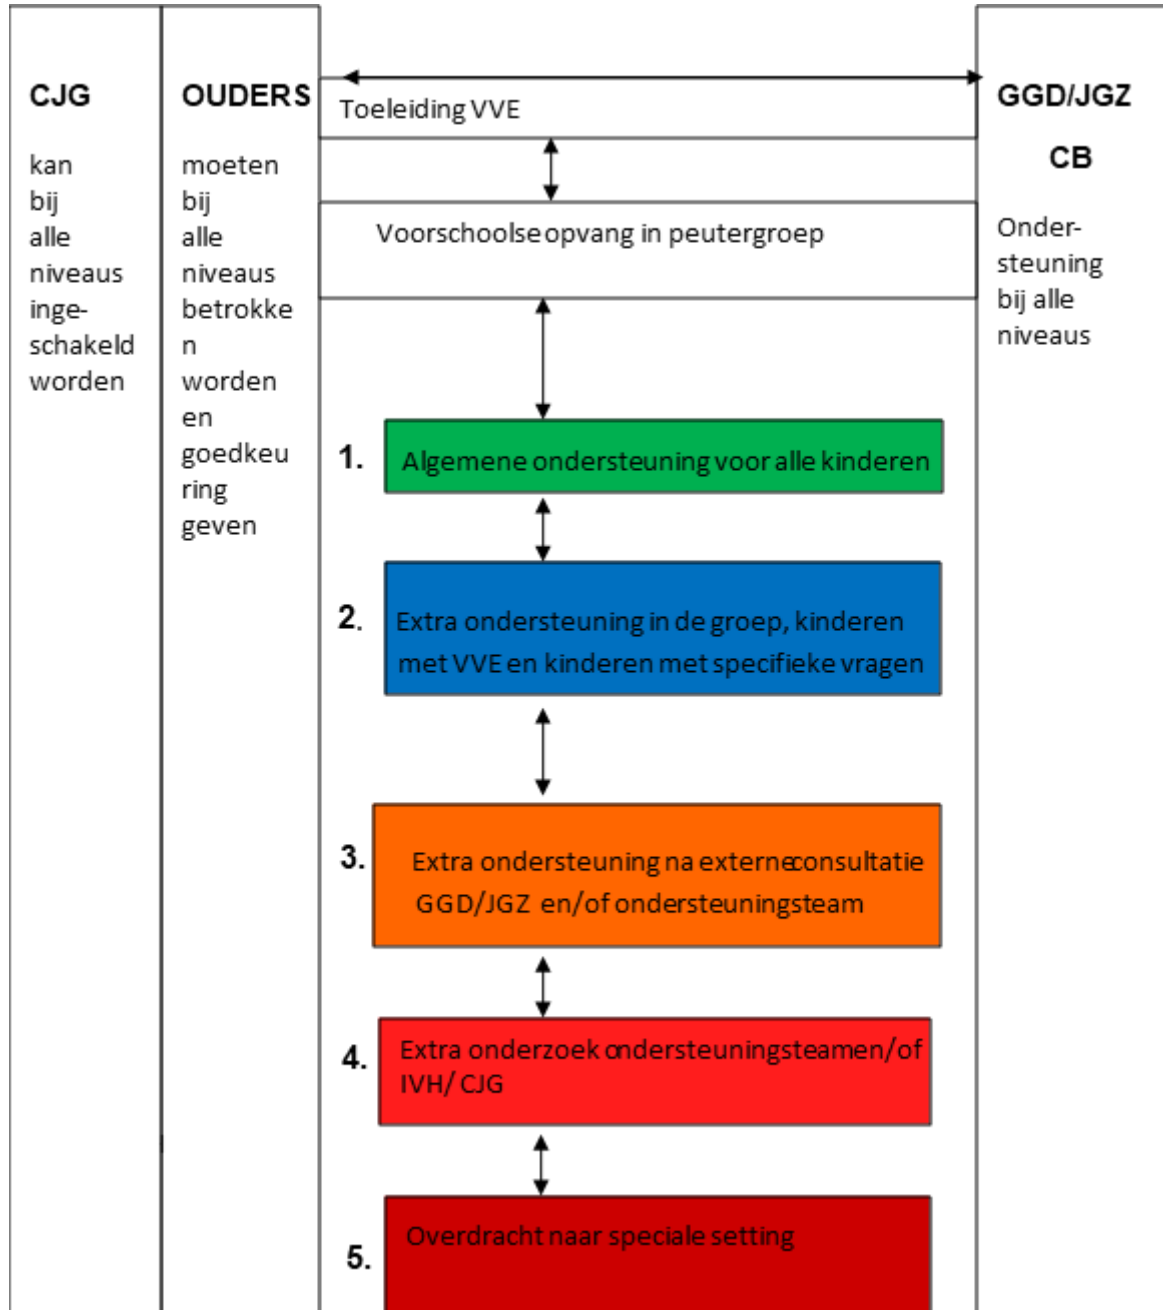 CJG
kan
bij
alle
niveaus
inge-
schakeld
worden
OUDERS
moeten
bij
alle
niveaus
betrokke
n
worden
en
goedkeu
ring
geven
Toeleiding VVE
Voorschoolse opvang in peutergroep
1. Algemene ondersteuning voor alle kinderen
2. Extra ondersteuning in de groep, kinderen
met VVE en kinderen met specifieke vragen
3. Extra ondersteuning na externe consultatie
GGD/JGZ en/of ondersteuningsteam
4. Extra onderzoek ondersteuningsteam en/of
IVH/ CJG
5. Overdracht naar speciale setting
GGD/JGZ
CB
Onder-
steuning
bij alle
niveaus